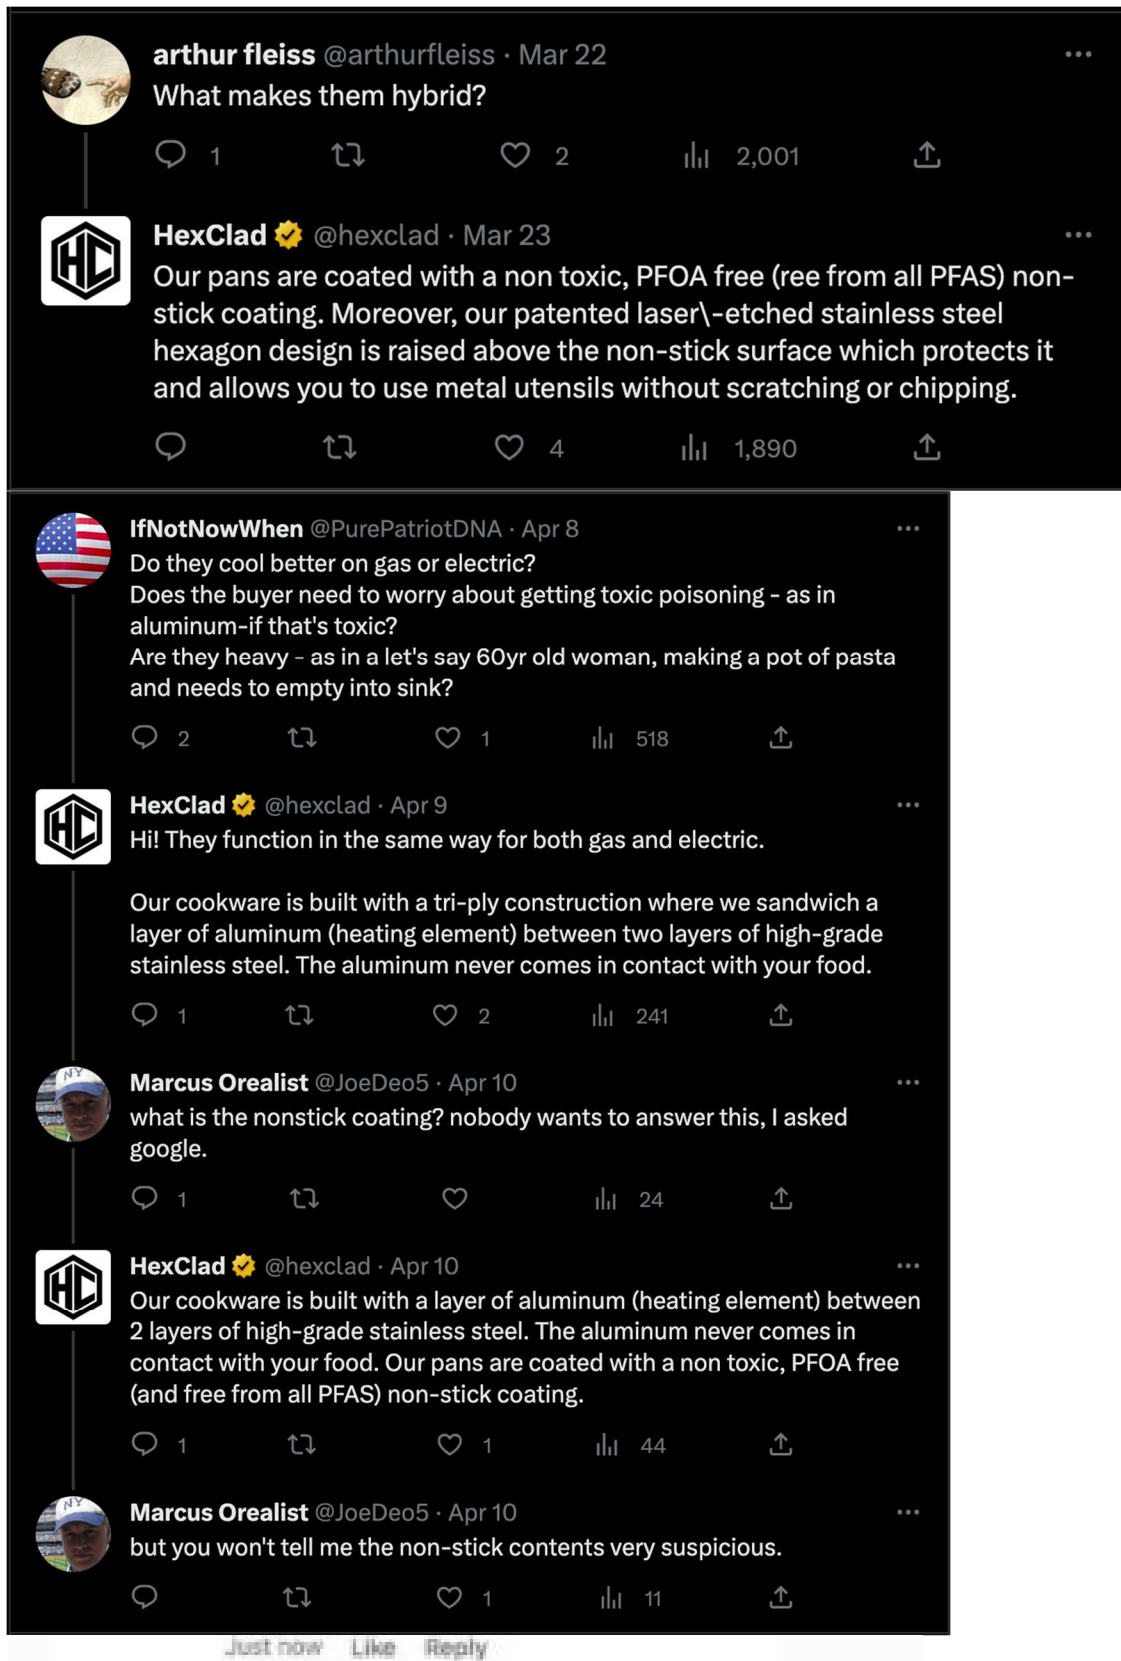 arthur fleiss @arthurfleiss · Mar 22
What makes them hybrid?
1 2 2,001
HC
HexClad @hexclad · Mar 23
Our pans are coated with a non toxic, PFOA free (ree from all PFAS) non-
stick coating. Moreover, our patented laser\-etched stainless steel
hexagon design is raised above the non-stick surface which protects it
and allows you to use metal utensils without scratching or chipping.
4 1,890
IfNotNowWhen @PurePatriotDNA · Apr 8
Do they cool better on gas or electric?
Does the buyer need to worry about getting toxic poisoning - as in
aluminum-if that's toxic?
Are they heavy - as in a let's say 60yr old woman, making a pot of pasta
and needs to empty into sink?
2 1 518
HC
HexClad @hexclad · Apr 9
Hi! They function in the same way for both gas and electric.
Our cookware is built with a tri-ply construction where we sandwich a
layer of aluminum (heating element) between two layers of high-grade
stainless steel. The aluminum never comes in contact with your food.
1 2 241
NY
Marcus Orealist @JoeDeo5 · Apr 10
what is the nonstick coating? nobody wants to answer this, I asked
google.
1 24
HC
HexClad @hexclad · Apr 10
Our cookware is built with a layer of aluminum (heating element) between
2 layers of high-grade stainless steel. The aluminum never comes in
contact with your food. Our pans are coated with a non toxic, PFOA free
(and free from all PFAS) non-stick coating.
1 1 44
NY
Marcus Orealist @JoeDeo5 · Apr 10
but you won't tell me the non-stick contents very suspicious.
1 11
Just now Like Reply